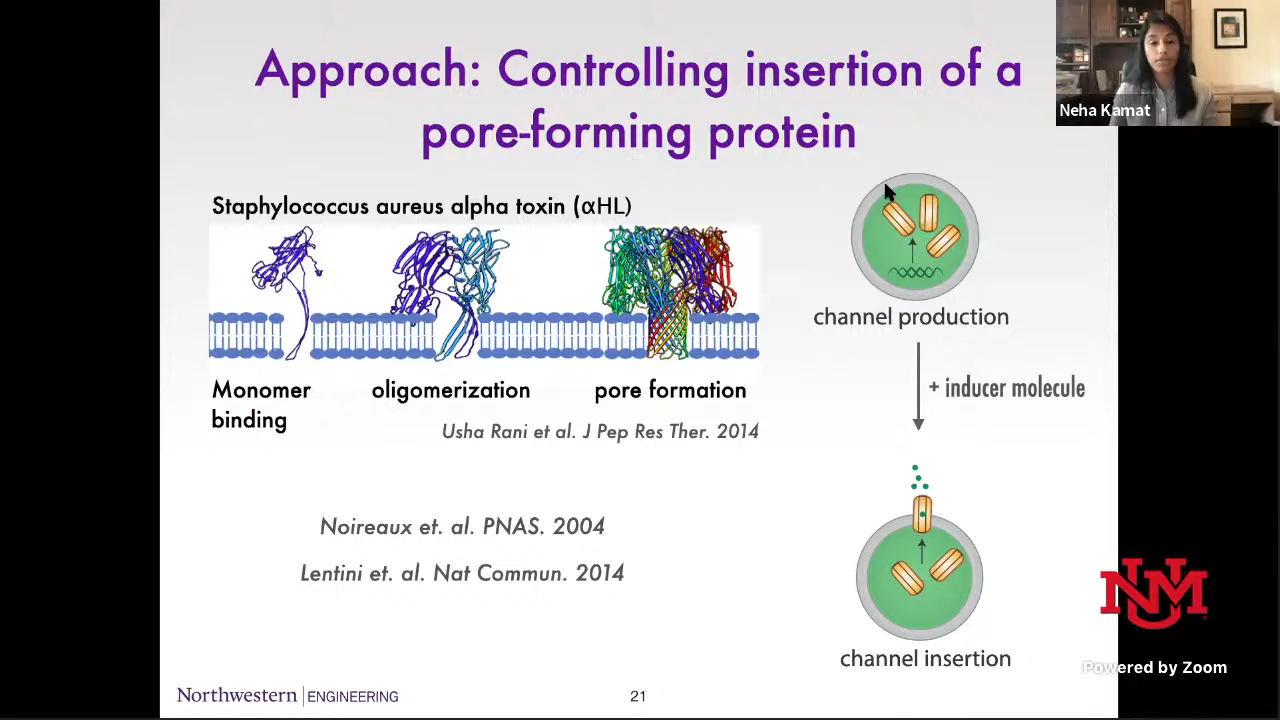 Approach: Controlling insertion of a
pore-forming protein
Neha Kamat
Staphylococcus aureus alpha toxin (αHL)
Monomer
binding
oligomerization
pore formation
Usha Rani et al. J Pep Res Ther. 2014
Noireaux et. al. PNAS. 2004
Lentini et. al. Nat Commun. 2014
channel production
+ inducer molecule
channel insertion
UNM
Powered by Zoom
Northwestern | ENGINEERING
21